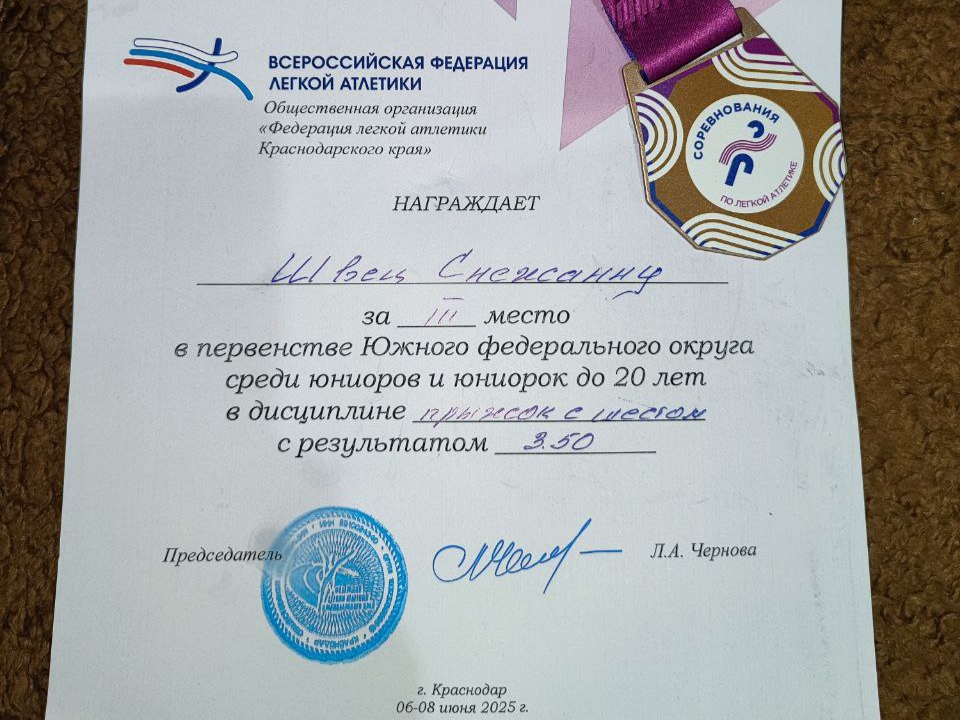 ВСЕРОССИЙСКАЯ ФЕДЕРАЦИЯ
ЛЕГКОЙ АТЛЕТИКИ
Общественная организация
«Федерация легкой атлетики
Краснодарского края»
СОРЕВНОВАНИЯ
ПО ЛЕГКОЙ АТЛЕТИКЕ
НАГРАЖДАЕТ
Швец Снежанну
за III место
в первенстве Южного федерального округа
среди юниоров и юниорок до 20 лет
в дисциплине прыжок с шестом
с результатом 3.50
Председатель
Л.А. Чернова
г. Краснодар
06-08 июня 2025 г.